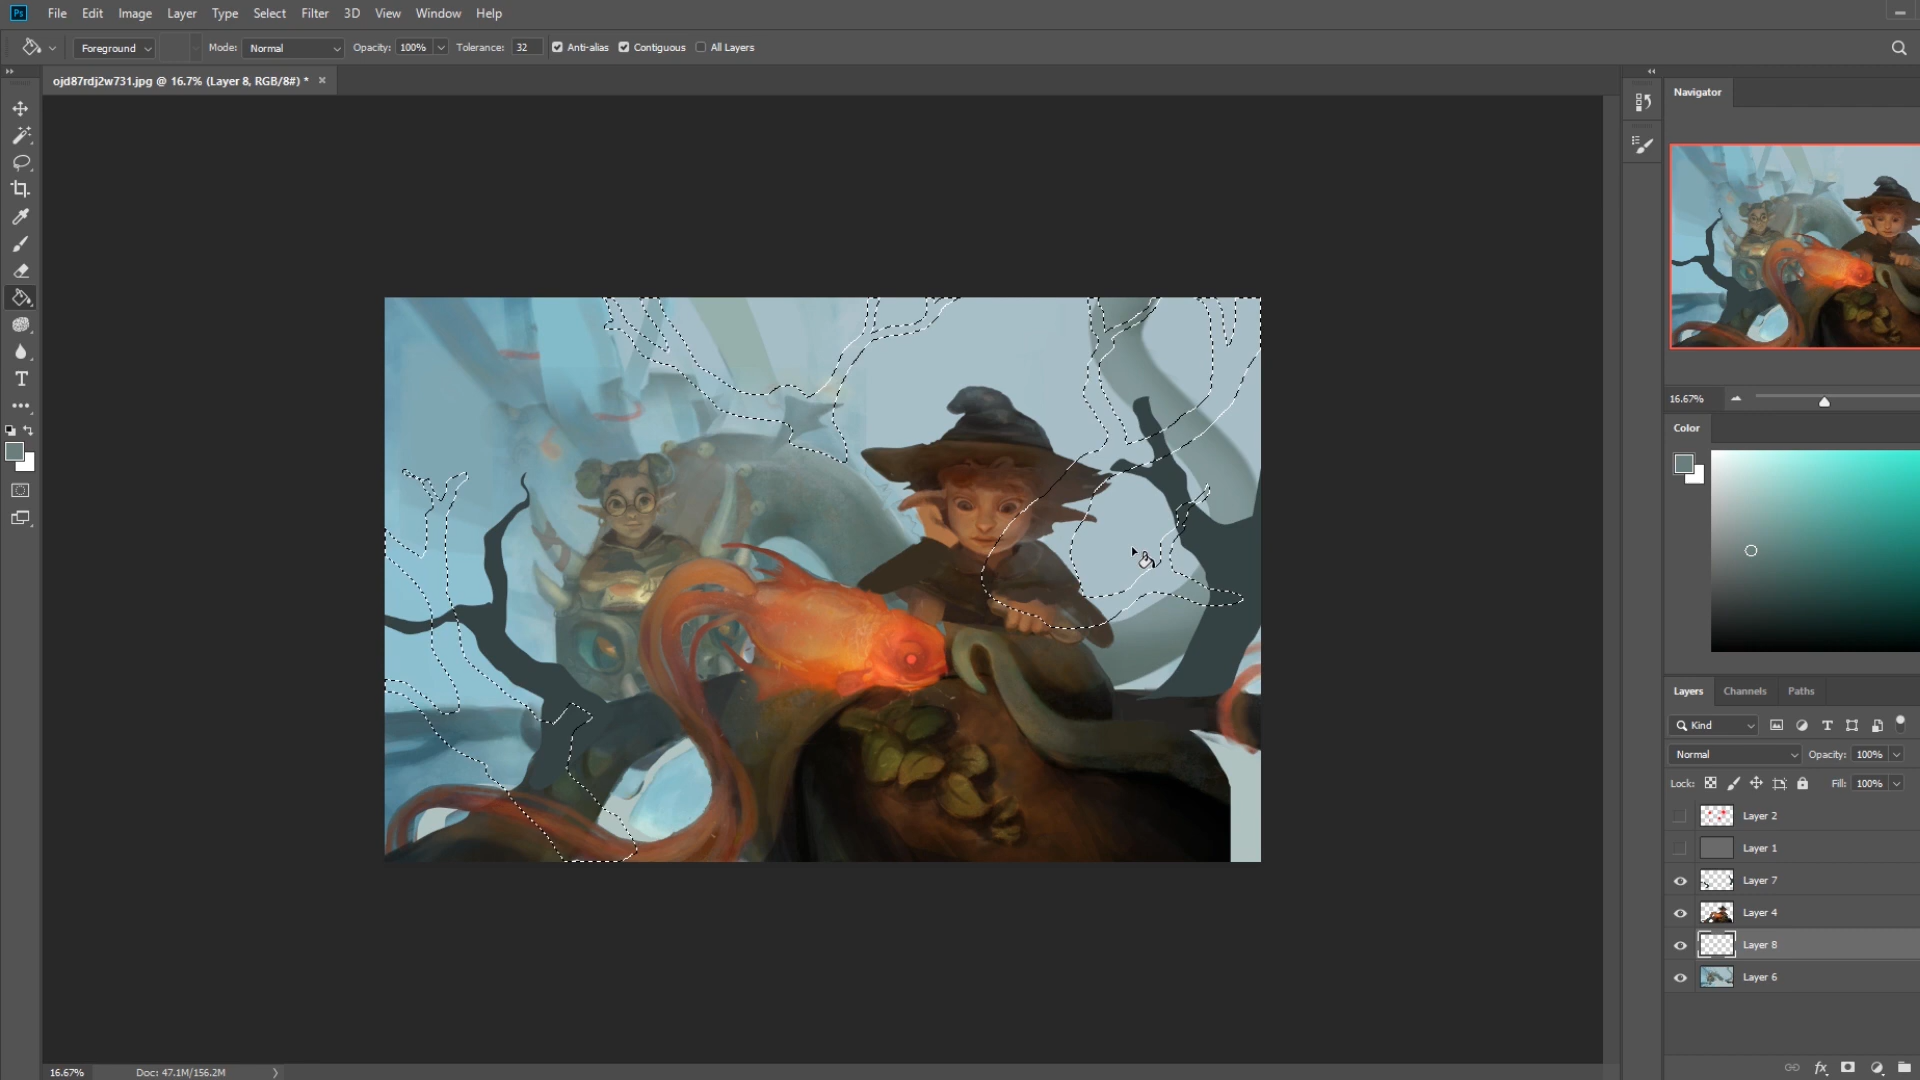 Ps File Edit Image Layer Type Select Filter 3D View Window Help
Foreground Mode: Normal Opacity: 100% Tolerance: 32 Anti-alias Contiguous All Layers
ojd87rdj2w731.jpg @ 16.7% (Layer 8, RGB/8#) * ×
Navigator
16.67%
Color
Layers Channels Paths
Kind
Normal Opacity: 100%
Lock: Fill: 100%
Layer 2
Layer 1
Layer 7
Layer 4
Layer 8
Layer 6
fx
16.67% Doc: 47.1M/156.2M